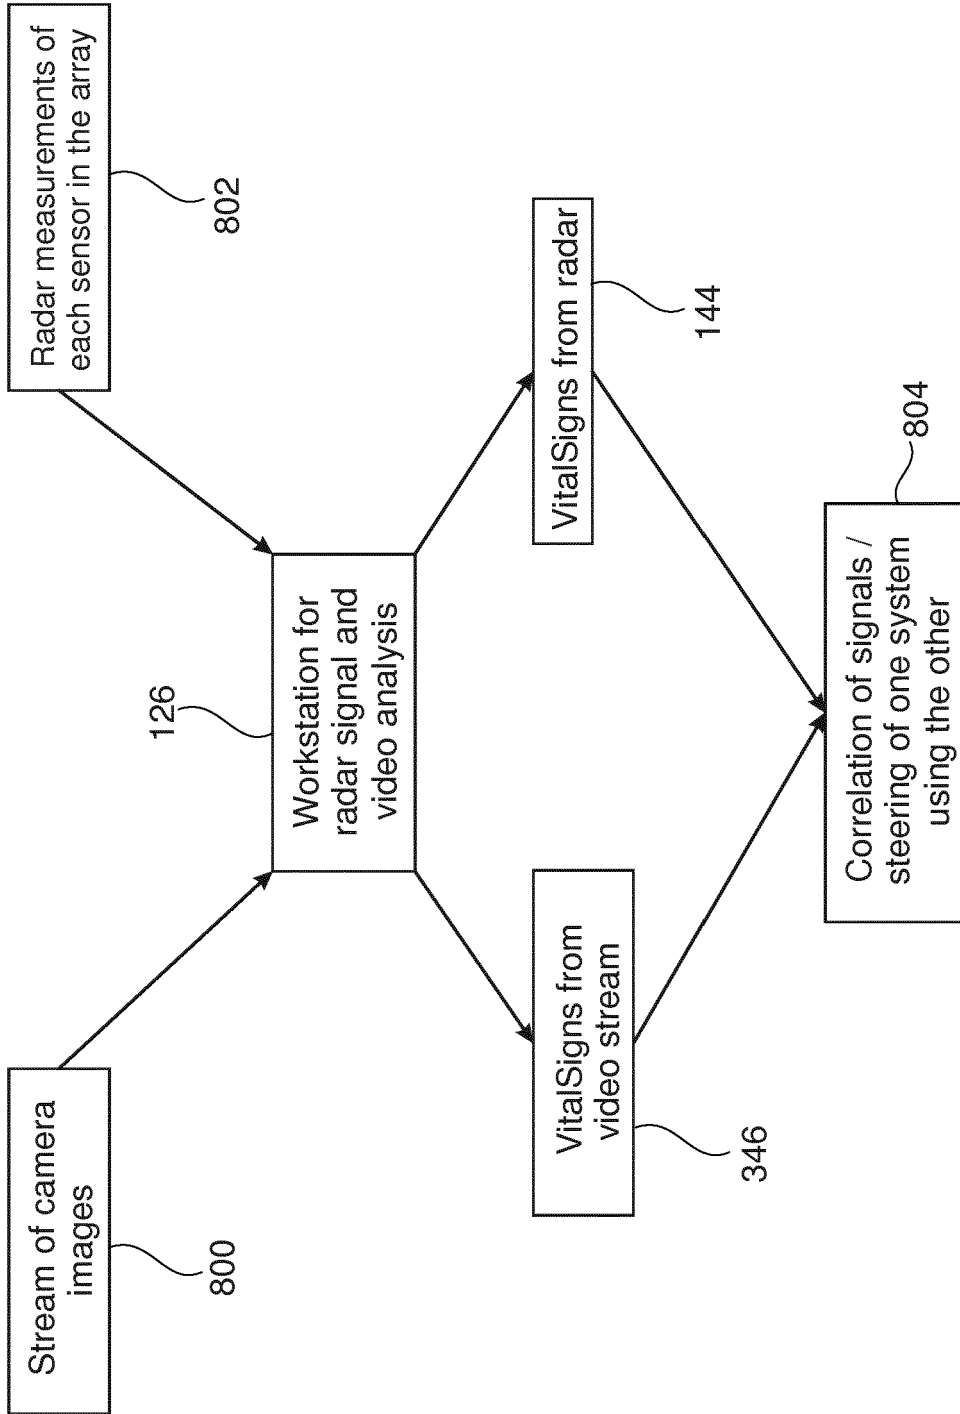 Stream of camera
images
800
Radar measurements of
each sensor in the array
802
126
Workstation for
radar signal and
video analysis
VitalSigns from
video stream
346
VitalSigns from radar
144
Correlation of signals /
steering of one system
using the other
804